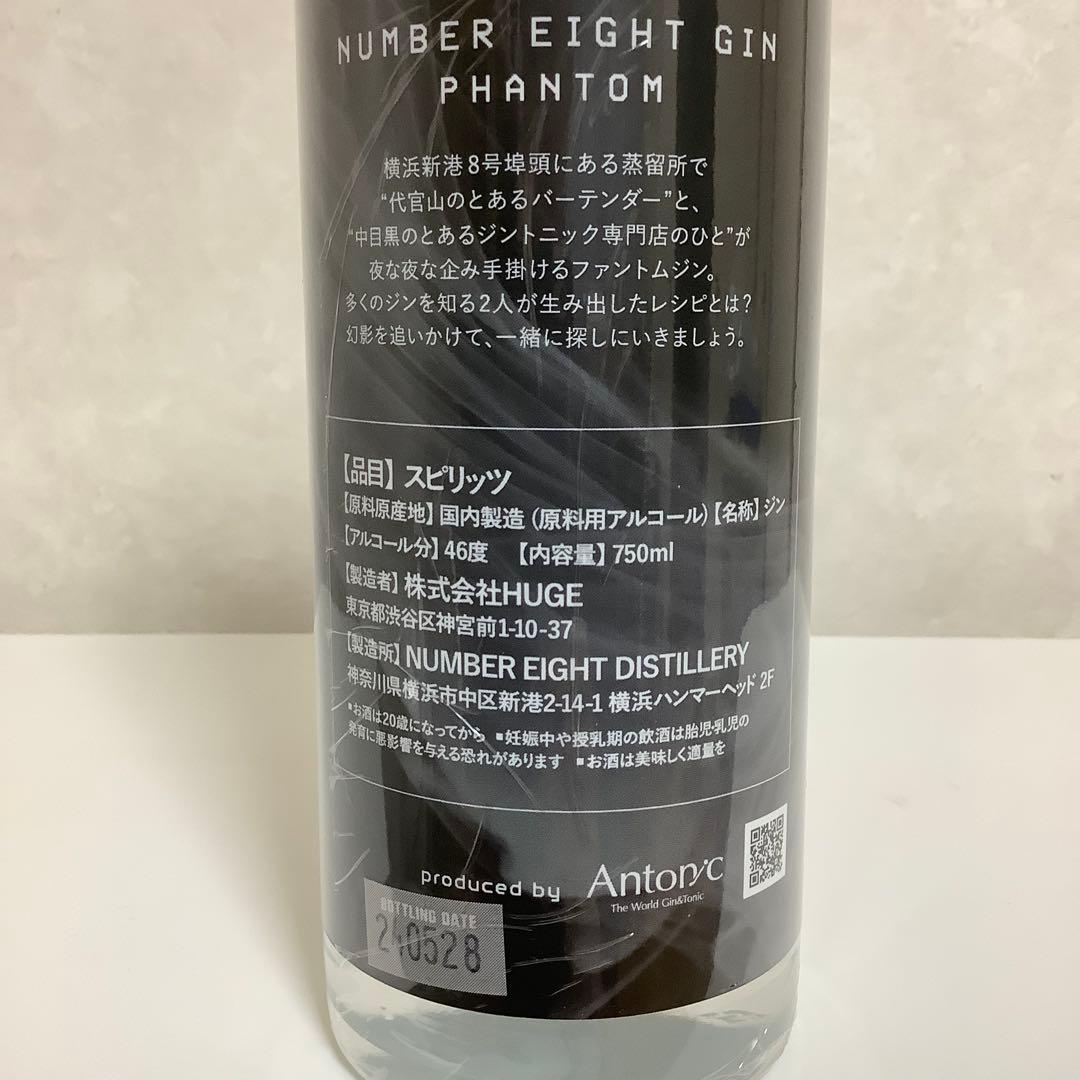 NUMBER EIGHT GIN
PHANTOM
横浜新港8号埠頭にある蒸留所で
“代官山のとあるバーテンダー”と、
“中目黒のとあるジントニック専門店のひと”が
夜な夜な企み手掛けるファントムジン。
多くのジンを知る2人が生み出したレシピとは？
幻影を追いかけて、一緒に探しにいきましょう。
【品目】スピリッツ
【原料原産地】国内製造（原料用アルコール）【名称】ジン
【アルコール分】46度 【内容量】750ml
【製造者】株式会社HUGE
東京都渋谷区神宮前1-10-37
【製造所】NUMBER EIGHT DISTILLERY
神奈川県横浜市中区新港2-14-1 横浜ハンマーヘッド 2F
■お酒は20歳になってから ■妊娠中や授乳期の飲酒は胎児・乳児の
発育に悪影響を与える恐れがあります ■お酒は美味しく適量を
produced by Antonic
The World Gin&Tonic
BOTTLING DATE
240528